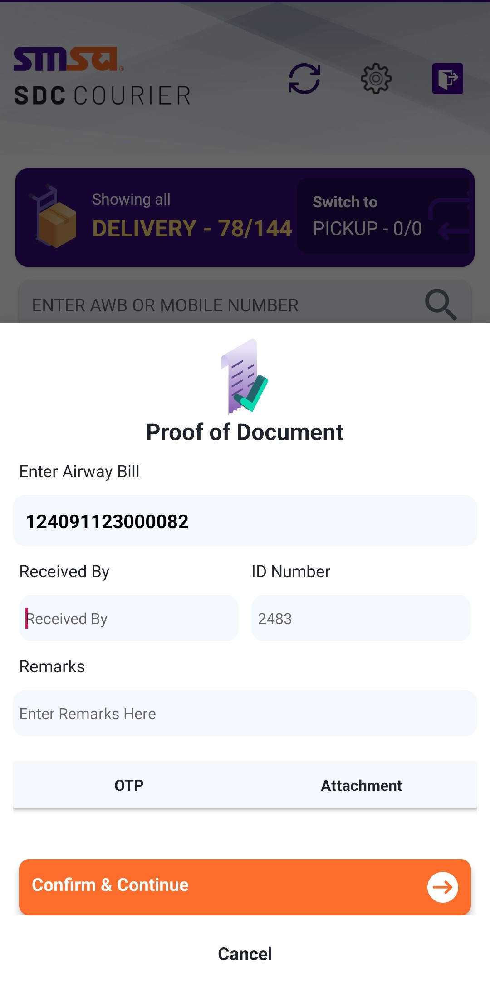 smsa®
SDC COURIER
Showing all
DELIVERY - 78/144
Switch to
PICKUP - 0/0
ENTER AWB OR MOBILE NUMBER
Proof of Document
Enter Airway Bill
124091123000082
Received By
ID Number
Received By
2483
Remarks
Enter Remarks Here
OTP
Attachment
Confirm & Continue
Cancel